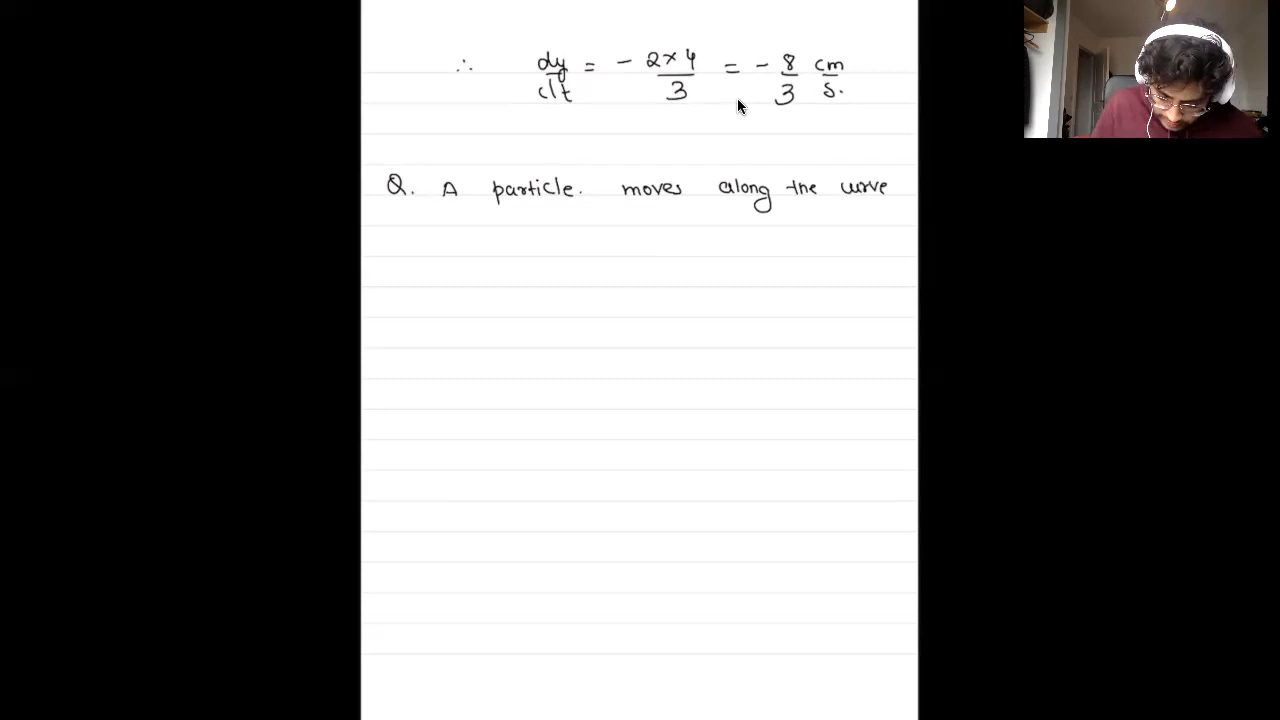 ∴ dy/dt = - 2×4/3 = - 8/3 cm/s.
Q. A particle. moves along the curve